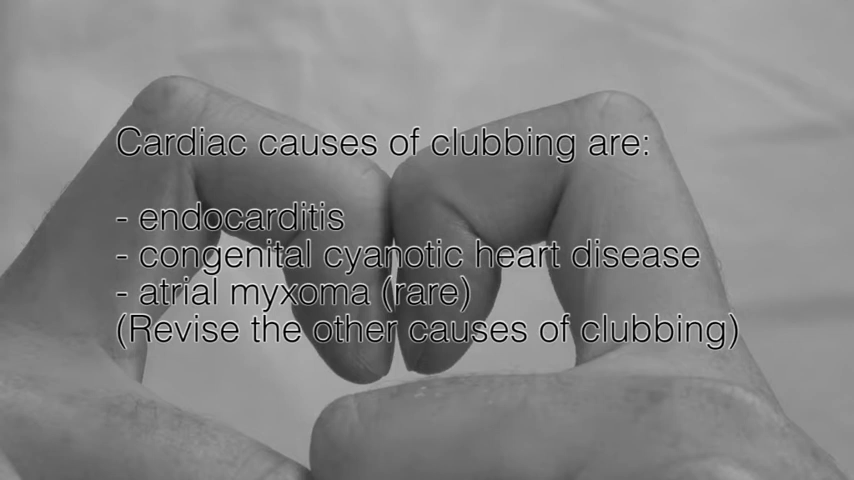 Cardiac causes of clubbing are:
- endocarditis
- congenital cyanotic heart disease
- atrial myxoma (rare)
(Revise the other causes of clubbing)